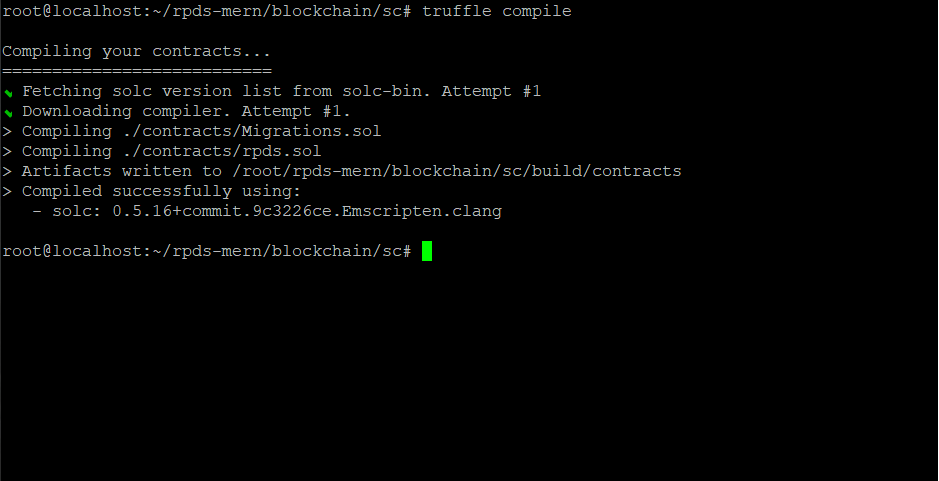 root@localhost:~/rpds-mern/blockchain/sc# truffle compile
Compiling your contracts...
===========================
Fetching solc version list from solc-bin. Attempt #1
Downloading compiler. Attempt #1.
> Compiling ./contracts/Migrations.sol
> Compiling ./contracts/rpds.sol
> Artifacts written to /root/rpds-mern/blockchain/sc/build/contracts
> Compiled successfully using:
   - solc: 0.5.16+commit.9c3226ce.Emscripten.clang
root@localhost:~/rpds-mern/blockchain/sc#